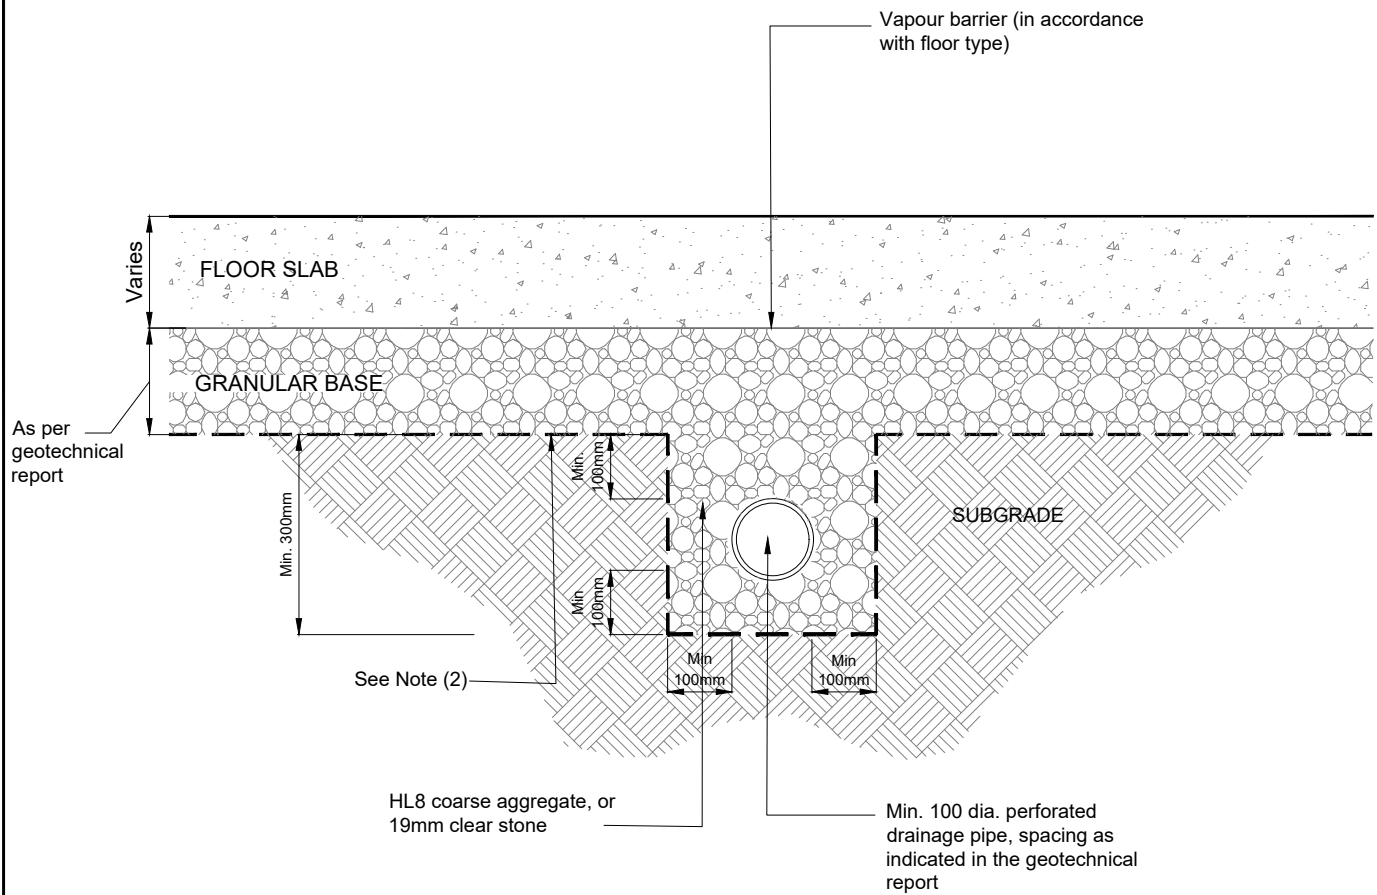 Vapour barrier (in accordance
with floor type)
Varies
FLOOR SLAB
GRANULAR BASE
As per
geotechnical
report
Min.
100mm
Min. 300mm
SUBGRADE
Min
100mm
Min
100mm
Min
100mm
See Note (2)
HL8 coarse aggregate, or
19mm clear stone
Min. 100 dia. perforated
drainage pipe, spacing as
indicated in the geotechnical
report